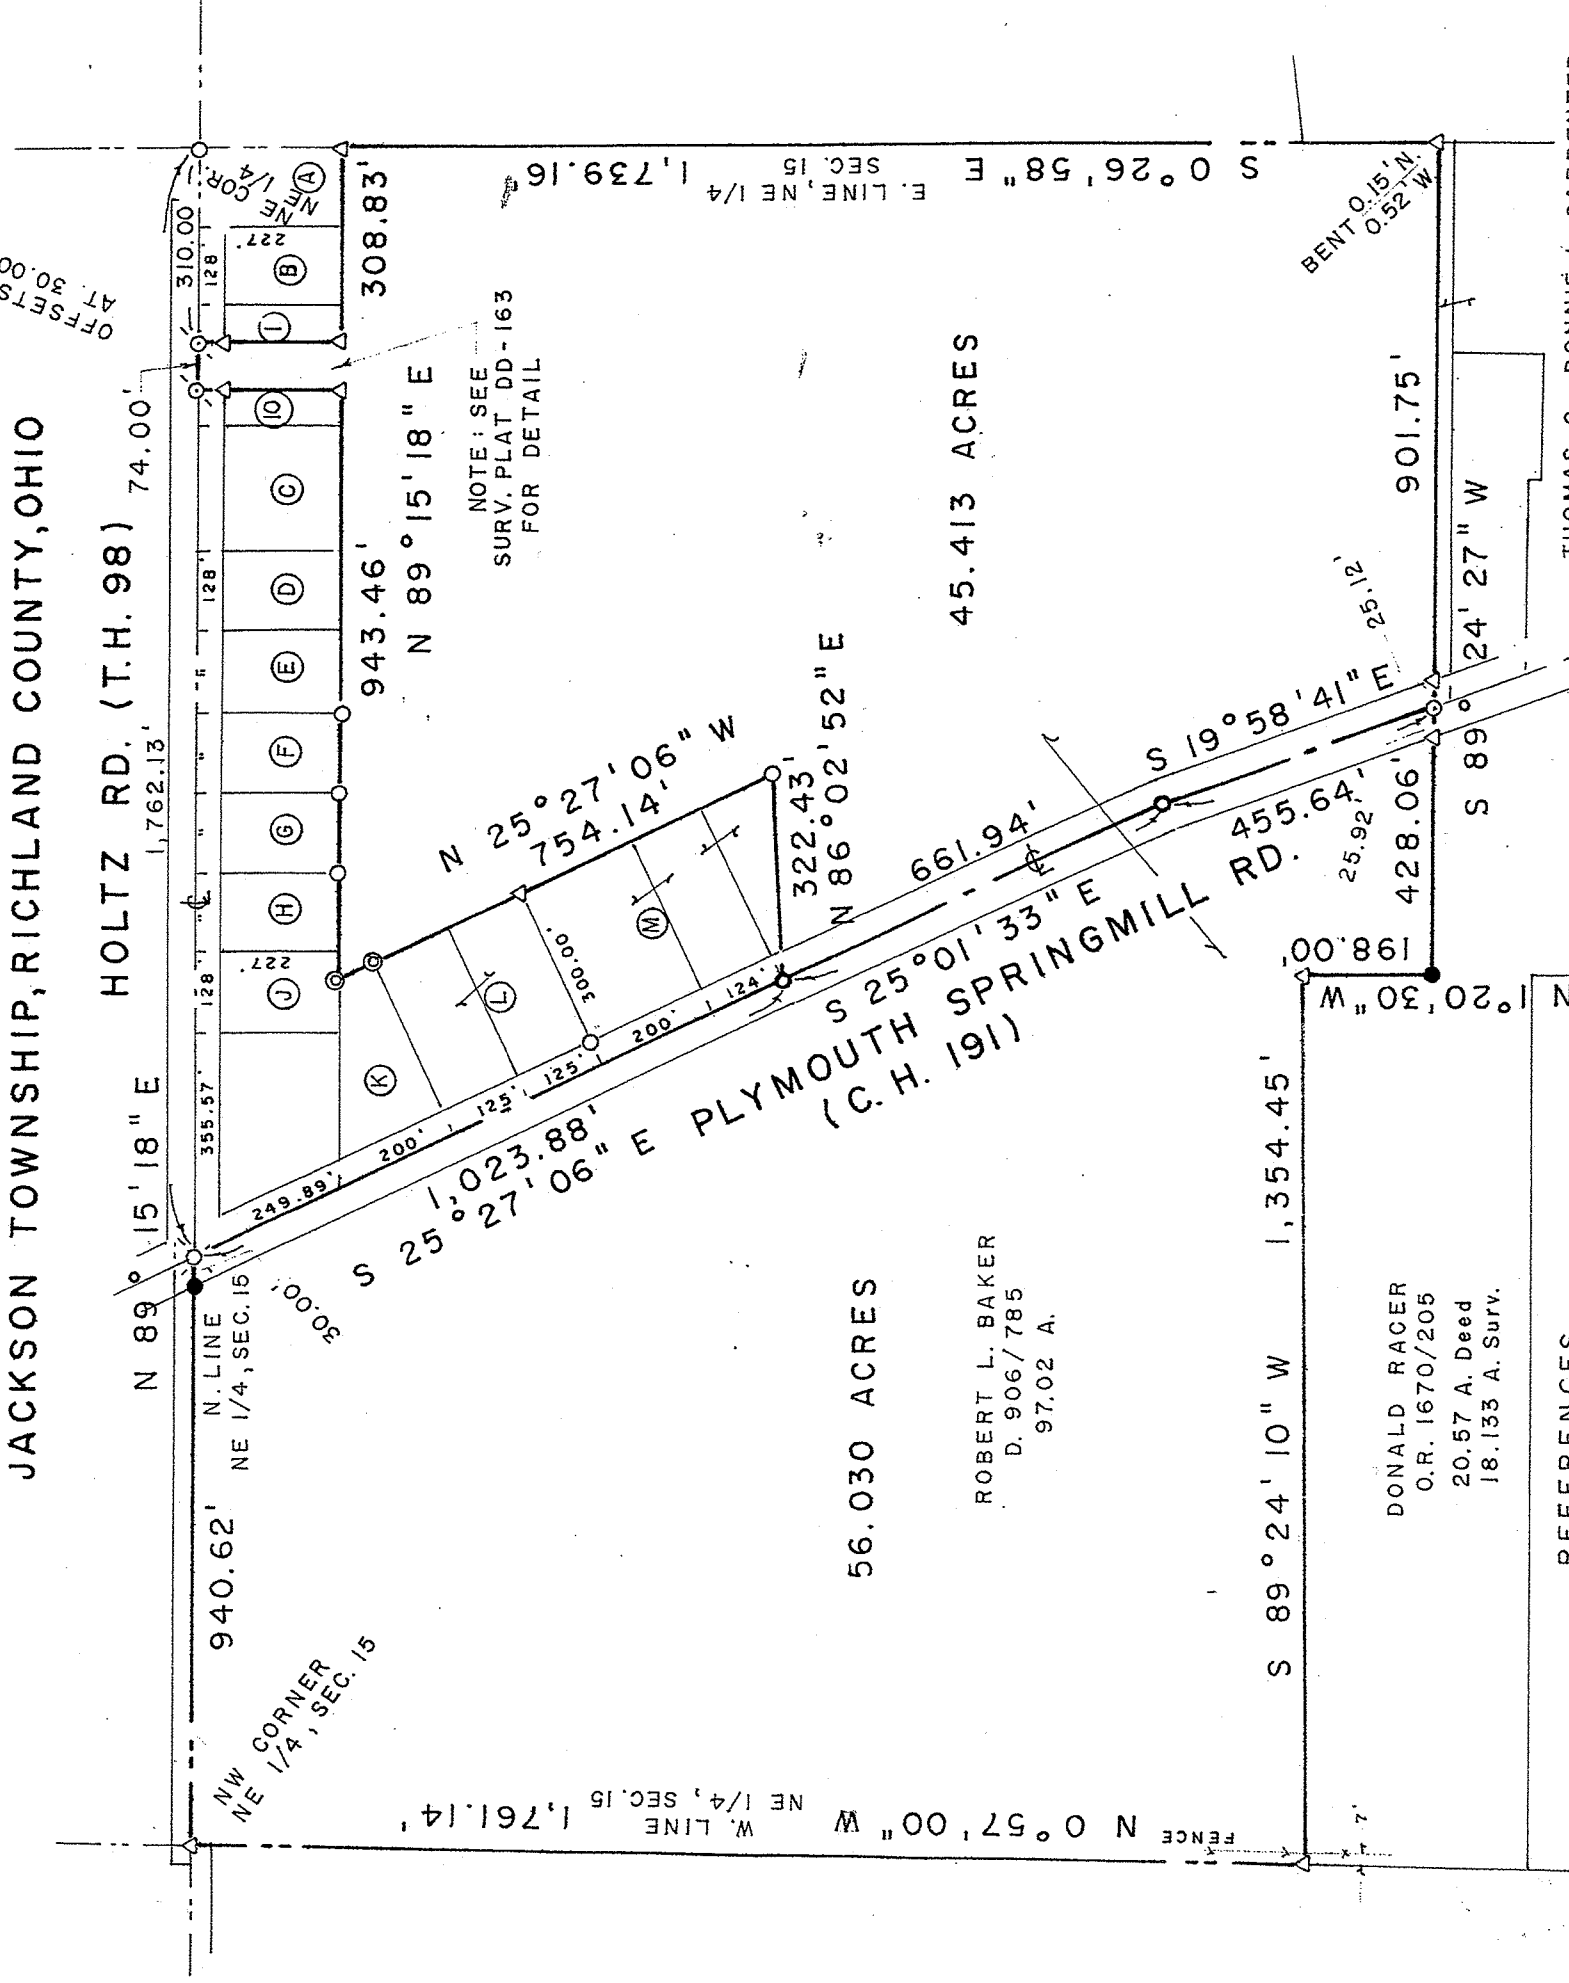 JACKSON TOWNSHIP, RICHLAND COUNTY, OHIO
HOLTZ RD. (T.H. 98)
74.00'
1,762.13'
N 89° 15' 18" E
OFFSETS
AT. 30.00
310.00
128'
NE COR.
NE 1/4
A
227'
B
1
10
C
128'
D
E
F
G
H
128'
227'
J
355.57'
308.83'
943.46'
N 89° 15' 18" E
NOTE: SEE
SURV. PLAT DD-163
FOR DETAIL
1,739.16
E. LINE, NE 1/4
SEC. 15
S 0° 26' 58" E
BENT 0.15' N.
0.52' W
45.413 ACRES
901.75'
N 25° 27' 06" W
754.14'
322.43'
N 86° 02' 52" E
K
L
M
300.00'
249.89'
200'
125'
125'
200'
124'
1,023.88'
S 25° 27' 06" E
PLYMOUTH SPRINGMILL RD.
(C. H. 191)
S 25° 01' 33" E
661.94'
S 19° 58' 41" E
455.64'
25.12'
25.92'
428.06'
S 89° 24' 27" W
198.00'
N 1° 20' 30" W
30.00'
N. LINE
NE 1/4, SEC. 15
940.62'
NW CORNER
NE 1/4, SEC. 15
56.030 ACRES
ROBERT L. BAKER
D. 906/785
97.02 A.
1,354.45'
S 89° 24' 10" W
N 0° 57' 00" W
W. LINE
NE 1/4, SEC. 15
1,761.14'
FENCE
7'
DONALD RACER
O.R. 1670/205
20.57 A. Deed
18.133 A. Surv.
REFERENCES